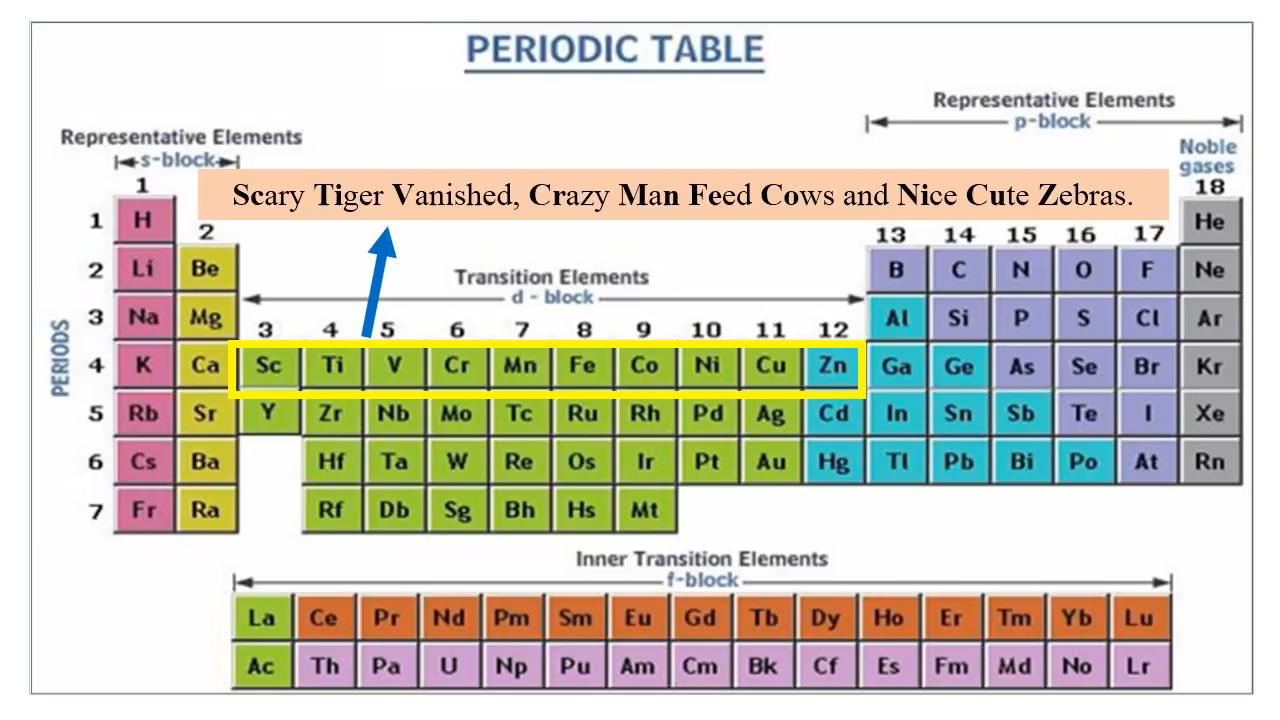 PERIODIC TABLE
Representative Elements
p-block
Representative Elements
s-block
Noble
gases
Scary Tiger Vanished, Crazy Man Feed Cows and Nice Cute Zebras.
1 18
1 H He
2 13 14 15 16 17
2 Li Be B C N O F Ne
Transition Elements
d - block
3 Na Mg Al Si P S Cl Ar
3 4 5 6 7 8 9 10 11 12
PERIODS
4 K Ca Sc Ti V Cr Mn Fe Co Ni Cu Zn Ga Ge As Se Br Kr
5 Rb Sr Y Zr Nb Mo Tc Ru Rh Pd Ag Cd In Sn Sb Te I Xe
6 Cs Ba Hf Ta W Re Os Ir Pt Au Hg Tl Pb Bi Po At Rn
7 Fr Ra Rf Db Sg Bh Hs Mt
Inner Transition Elements
f-block
La Ce Pr Nd Pm Sm Eu Gd Tb Dy Ho Er Tm Yb Lu
Ac Th Pa U Np Pu Am Cm Bk Cf Es Fm Md No Lr